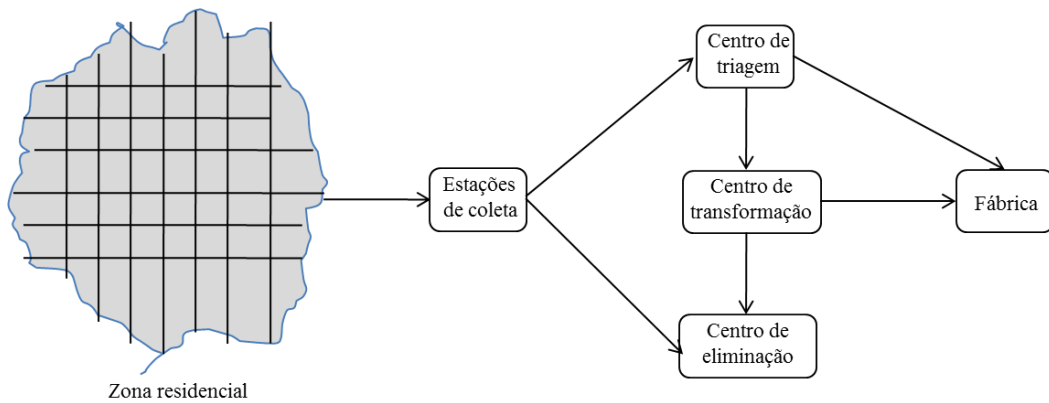 Centro de
triagem
Estações
de coleta
Centro de
transformação
Fábrica
Centro de
eliminação
Zona residencial